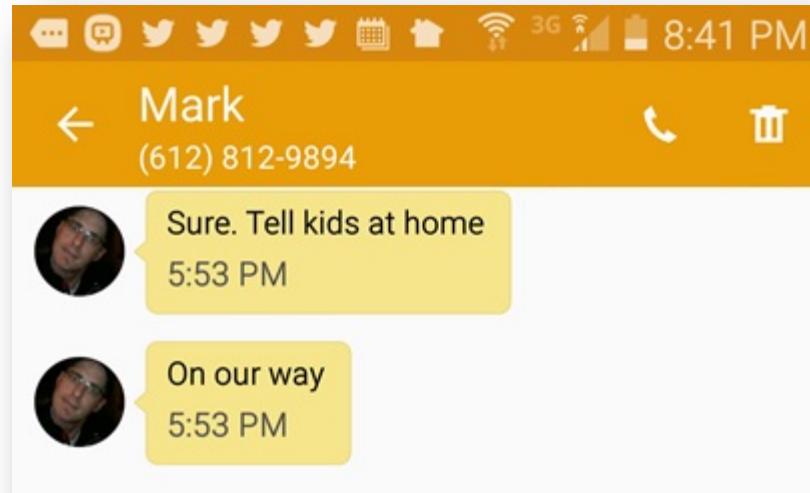 3G 8:41 PM
Mark
(612) 812-9894
Sure. Tell kids at home
5:53 PM
On our way
5:53 PM